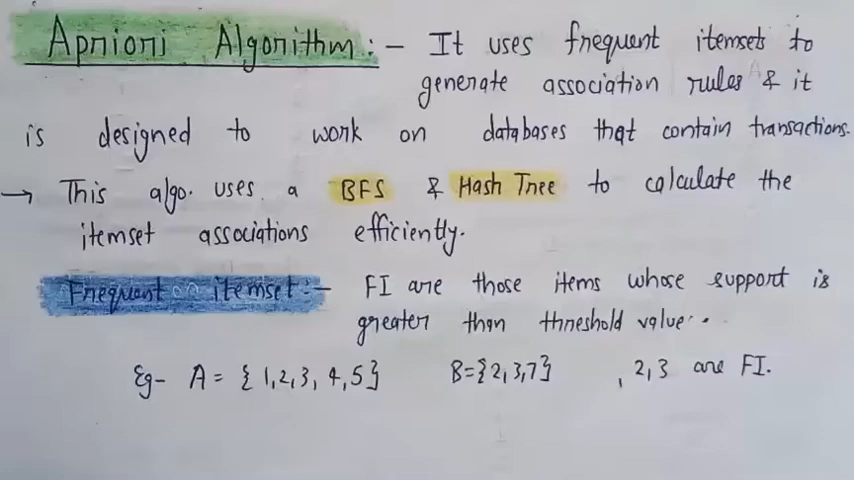 Apriori Algorithm :- It uses frequent itemsets to
generate association rules & it
is designed to work on databases that contain transactions.
→ This algo. uses a BFS & Hash Tree to calculate the
itemset associations efficiently.
Frequent itemset :- FI are those items whose support is
greater than threshold value.
Eg- A = { 1,2,3, 4,5} B={2,3,7} , 2,3 are FI.